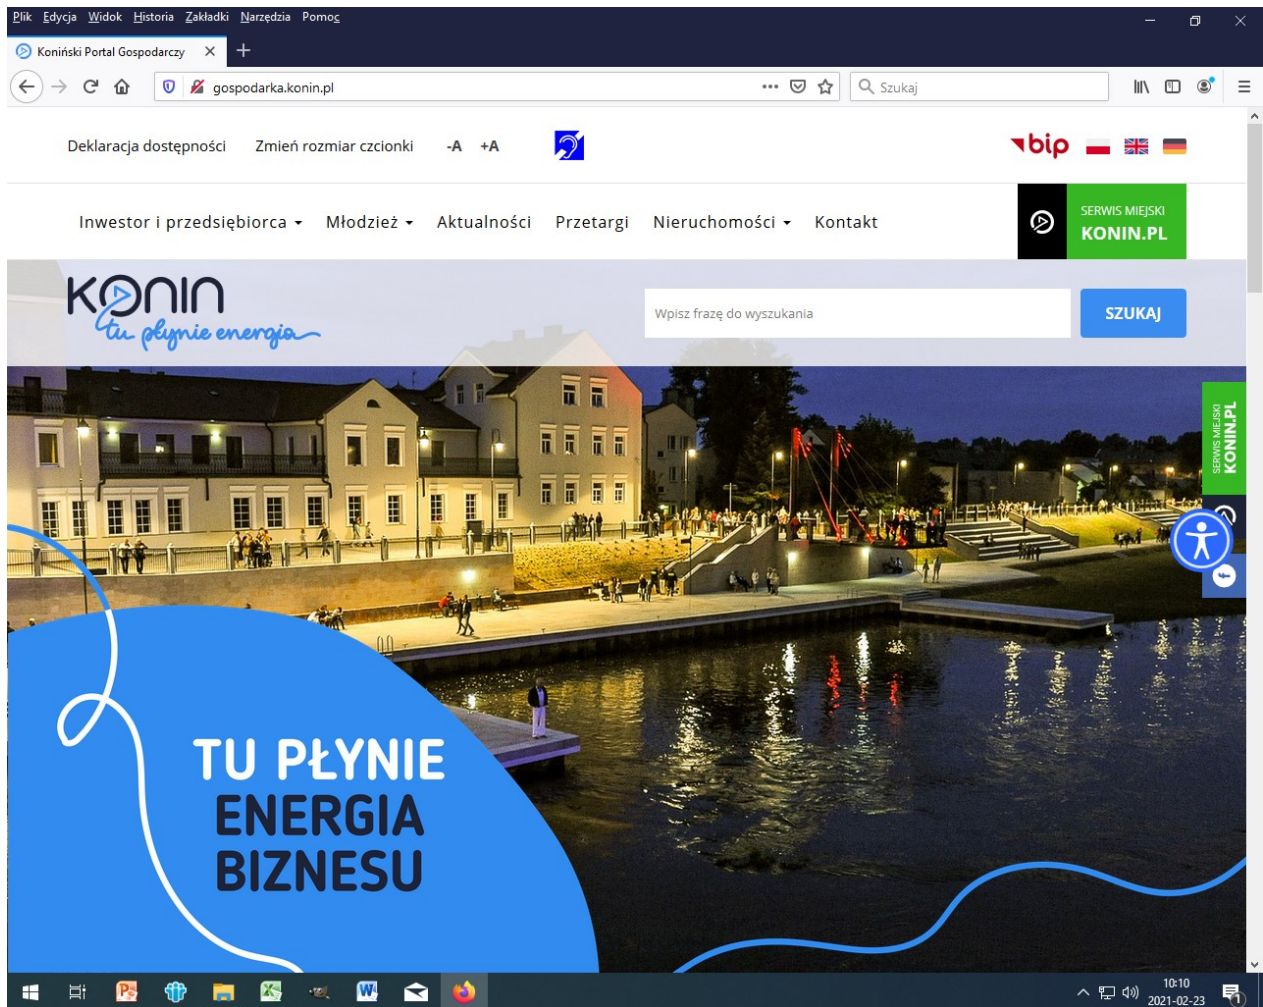 Plik Edycja Widok Historia Zakładki Narzędzia Pomoc
Koniński Portal Gospodarczy
gospodarka.konin.pl
Szukaj
Deklaracja dostępności Zmień rozmiar czcionki -A +A
bip
Inwestor i przedsiębiorca Młodzież Aktualności Przetargi Nieruchomości Kontakt
SERWIS MIEJSKI
KONIN.PL
KONIN
tu płynie energia
Wpisz frazę do wyszukania
SZUKAJ
SERWIS MIEJSKI
KONIN.PL
TU PŁYNIE
ENERGIA
BIZNESU
10:10
2021-02-23
1